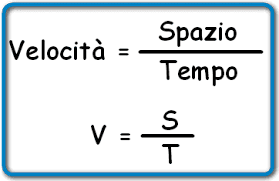 Velocità = Spazio / Tempo
V = S / T